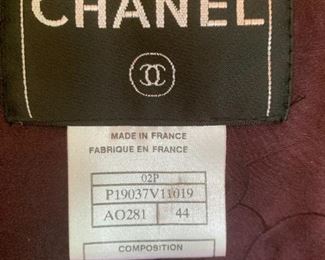 CHANEL
MADE IN FRANCE
FABRIQUE EN FRANCE
02P
P19037V11019
AO281 44
COMPOSITION